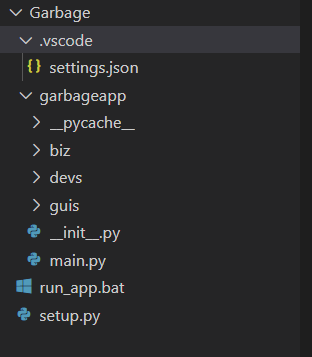 Garbage
.vscode
{} settings.json
garbageapp
__pycache__
biz
devs
guis
__init__.py
main.py
run_app.bat
setup.py